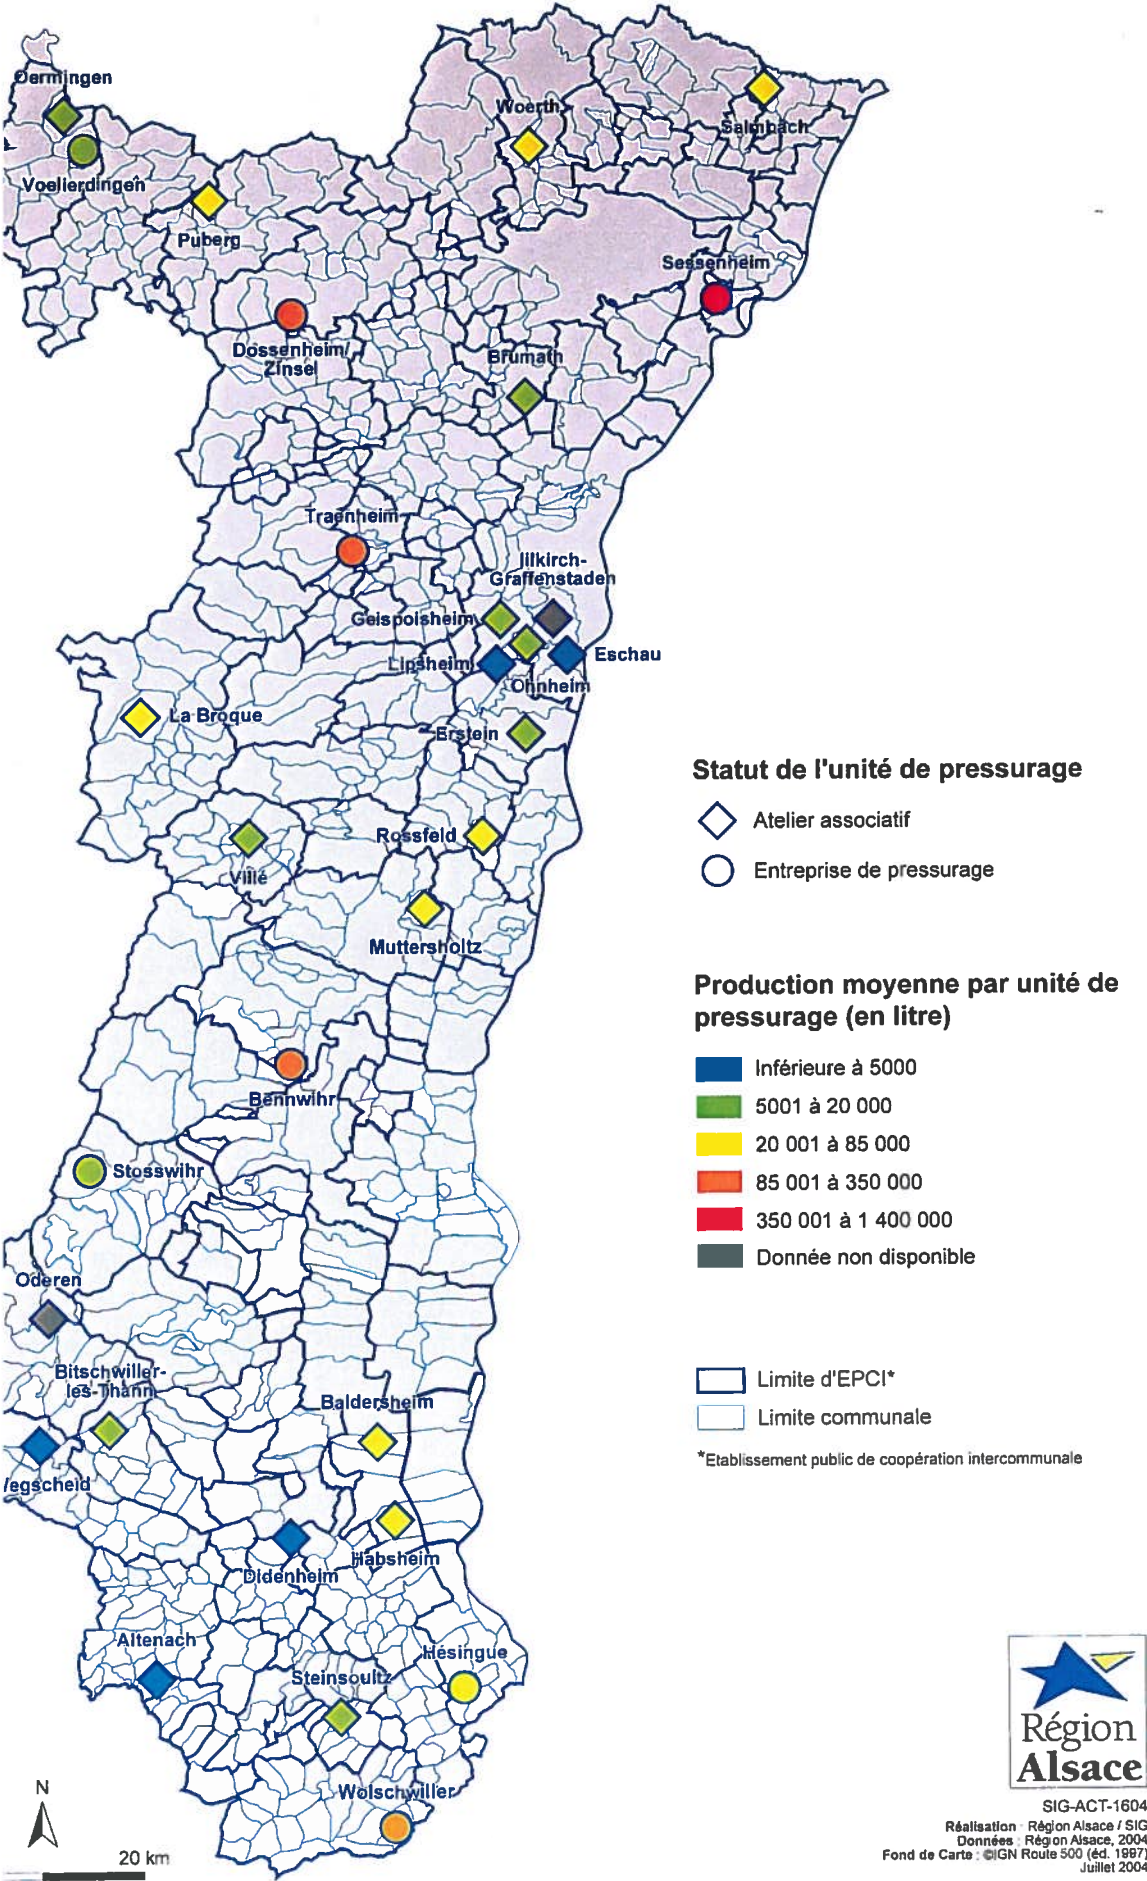 Oermingen
Woerth
Salmbach
Voellerdingen
Puberg
Sessenheim
Dossenheim/
Zinsel
Brumath
Traenheim
Illkirch-
Graffenstaden
Geispolsheim
Lipsheim
Eschau
Ohnheim
La Broque
Erstein
Statut de l'unité de pressurage
Atelier associatif
Entreprise de pressurage
Rossfeld
Villé
Muttersholtz
Production moyenne par unité de
pressurage (en litre)
Inférieure à 5000
5001 à 20 000
20 001 à 85 000
85 001 à 350 000
350 001 à 1 400 000
Donnée non disponible
Bennwihr
Stosswihr
Oderen
Bitschwiller-
les-Thann
Baldersheim
Limite d'EPCI*
Limite communale
*Etablissement public de coopération intercommunale
egscheid
Habsheim
Didenheim
Altenach
Hésingue
Steinsoultz
Wolschwiller
N
20 km
Région
Alsace
SIG-ACT-1604
Réalisation : Région Alsace / SIG
Données : Région Alsace, 2004
Fond de Carte : ©IGN Route 500 (éd. 1997)
Juillet 2004